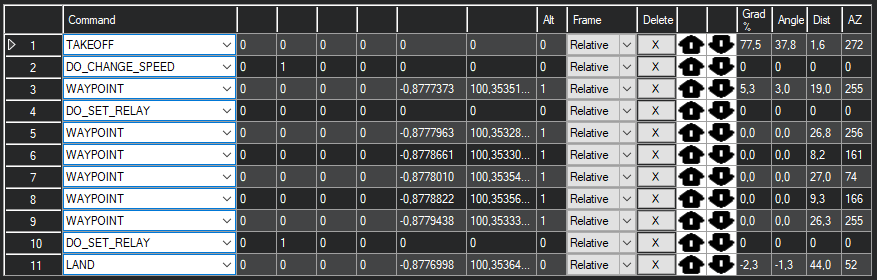 Command Alt Frame Delete Grad % Angle Dist AZ
1 TAKEOFF 0 0 0 0 0 0 0 Relative X 77,5 37,8 1,6 272
2 DO_CHANGE_SPEED 0 1 0 0 0 0 0 Relative X 0 0 0 0
3 WAYPOINT 0 0 0 0 -0,8777373 100,35351... 1 Relative X 5,3 3,0 19,0 255
4 DO_SET_RELAY 0 0 0 0 0 0 0 Relative X 0 0 0 0
5 WAYPOINT 0 0 0 0 -0,8777963 100,35328... 1 Relative X 0,0 0,0 26,8 256
6 WAYPOINT 0 0 0 0 -0,8778661 100,35330... 1 Relative X 0,0 0,0 8,2 161
7 WAYPOINT 0 0 0 0 -0,8778010 100,35354... 1 Relative X 0,0 0,0 27,0 74
8 WAYPOINT 0 0 0 0 -0,8778822 100,35356... 1 Relative X 0,0 0,0 9,3 166
9 WAYPOINT 0 0 0 0 -0,8779438 100,35333... 1 Relative X 0,0 0,0 26,3 255
10 DO_SET_RELAY 0 1 0 0 0 0 0 Relative X 0 0 0 0
11 LAND 0 0 0 0 -0,8776998 100,35364... 0 Relative X -2,3 -1,3 44,0 52